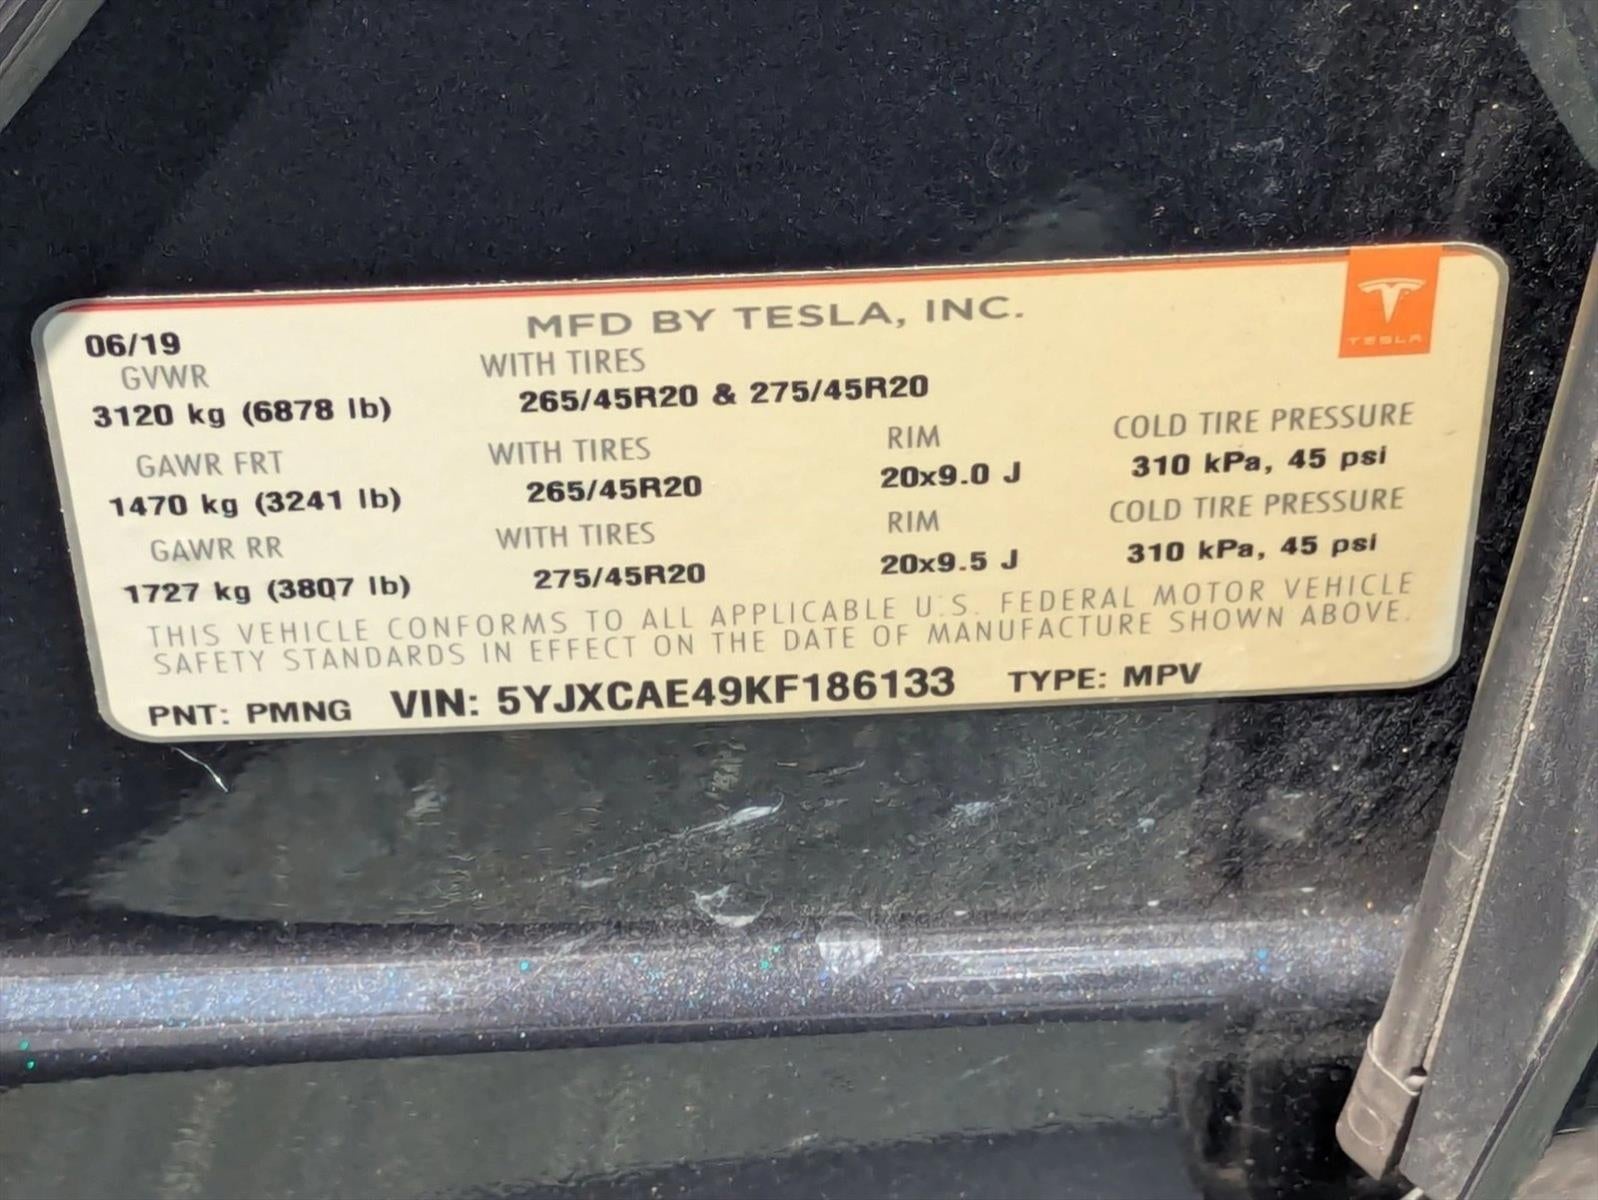 06/19
MFD BY TESLA, INC.
TESLA
GVWR WITH TIRES
3120 kg (6878 lb) 265/45R20 & 275/45R20
GAWR FRT WITH TIRES RIM COLD TIRE PRESSURE
1470 kg (3241 lb) 265/45R20 20x9.0 J 310 kPa, 45 psi
GAWR RR WITH TIRES RIM COLD TIRE PRESSURE
1727 kg (3807 lb) 275/45R20 20x9.5 J 310 kPa, 45 psi
THIS VEHICLE CONFORMS TO ALL APPLICABLE U.S. FEDERAL MOTOR VEHICLE
SAFETY STANDARDS IN EFFECT ON THE DATE OF MANUFACTURE SHOWN ABOVE.
PNT: PMNG VIN: 5YJXCAE49KF186133 TYPE: MPV